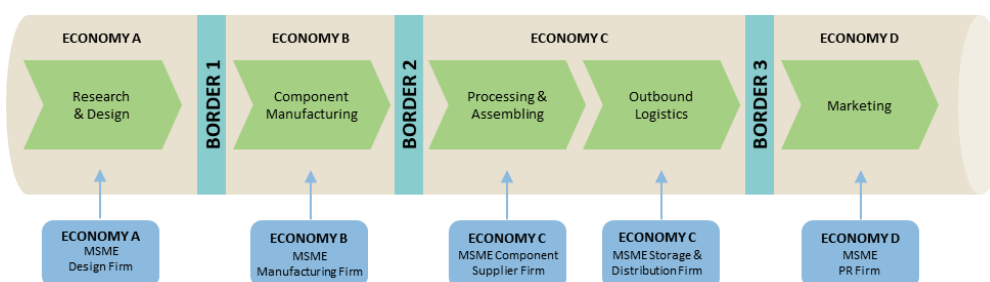 ECONOMY A
ECONOMY B
ECONOMY C
ECONOMY D
BORDER 1
BORDER 2
BORDER 3
Research
& Design
Component
Manufacturing
Processing &
Assembling
Outbound
Logistics
Marketing
ECONOMY A
MSME
Design Firm
ECONOMY B
MSME
Manufacturing Firm
ECONOMY C
MSME Component
Supplier Firm
ECONOMY C
MSME Storage &
Distribution Firm
ECONOMY D
MSME
PR Firm